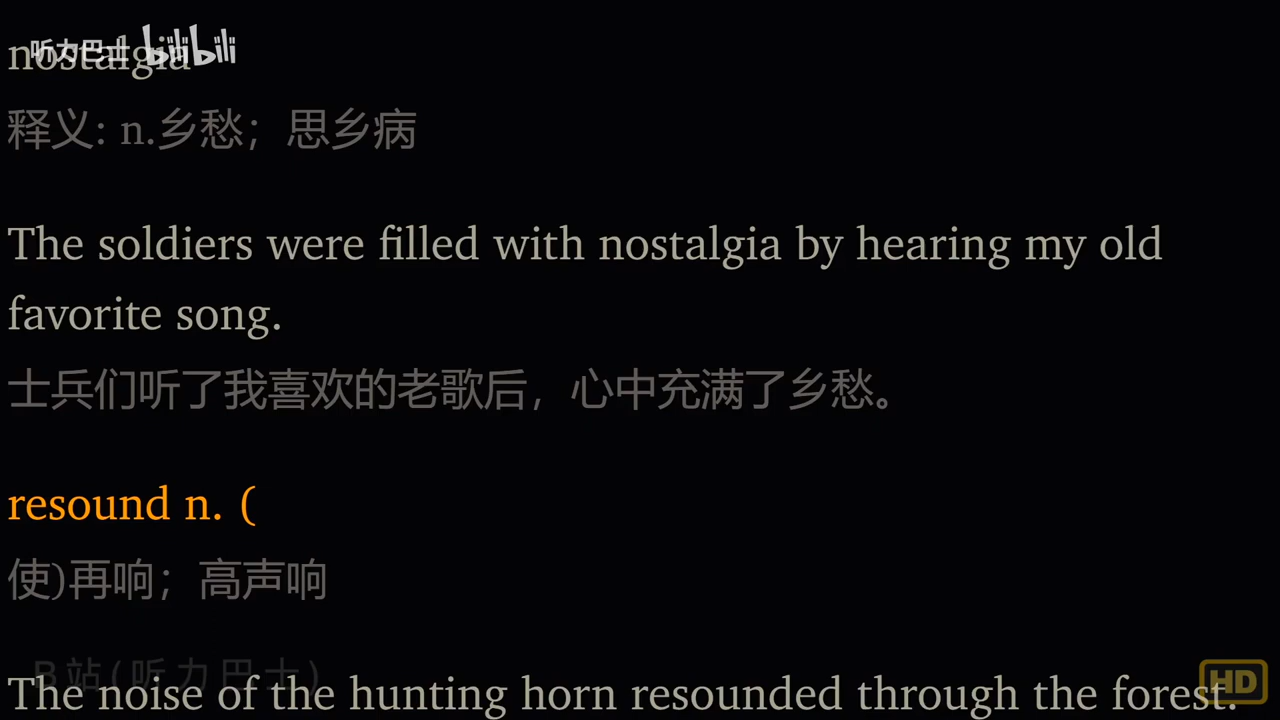 听力巴士 bilibili
nostalgia
释义: n.乡愁；思乡病
The soldiers were filled with nostalgia by hearing my old
favorite song.
士兵们听了我喜欢的老歌后，心中充满了乡愁。
resound n. (
使)再响；高声响
B站(听力巴士)
The noise of the hunting horn resounded through the forest.
HD